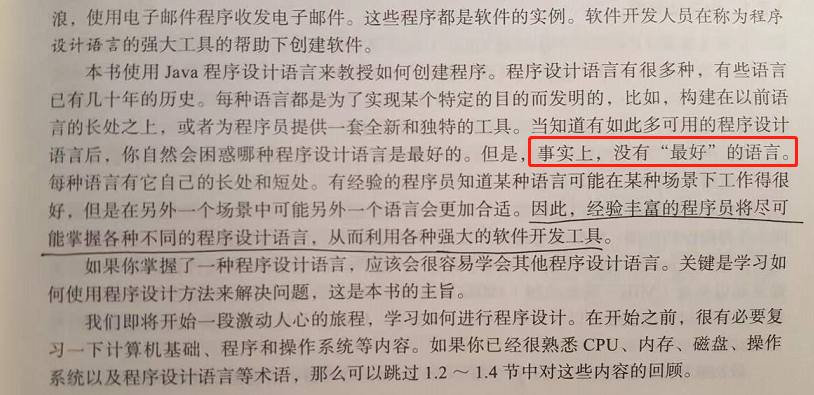 浪，使用电子邮件程序收发电子邮件。这些程序都是软件的实例。软件开发人员在称为程序
设计语言的强大工具的帮助下创建软件。
本书使用 Java 程序设计语言来教授如何创建程序。程序设计语言有很多种，有些语言
已有几十年的历史。每种语言都是为了实现某个特定的目的而发明的，比如，构建在以前语
言的长处之上，或者为程序员提供一套全新和独特的工具。当知道有如此多可用的程序设计
语言后，你自然会困惑哪种程序设计语言是最好的。但是，事实上，没有“最好”的语言。
每种语言有它自己的长处和短处。有经验的程序员知道某种语言可能在某种场景下工作得很
好，但是在另外一个场景中可能另外一个语言会更加合适。因此，经验丰富的程序员将尽可
能掌握各种不同的程序设计语言，从而利用各种强大的软件开发工具。
如果你掌握了一种程序设计语言，应该会很容易学会其他程序设计语言。关键是学习如
何使用程序设计方法来解决问题，这是本书的主旨。
我们即将开始一段激动人心的旅程，学习如何进行程序设计。在开始之前，很有必要复
习一下计算机基础、程序和操作系统等内容。如果你已经很熟悉 CPU、内存、磁盘、操作
系统以及程序设计语言等术语，那么可以跳过 1.2 ～ 1.4 节中对这些内容的回顾。